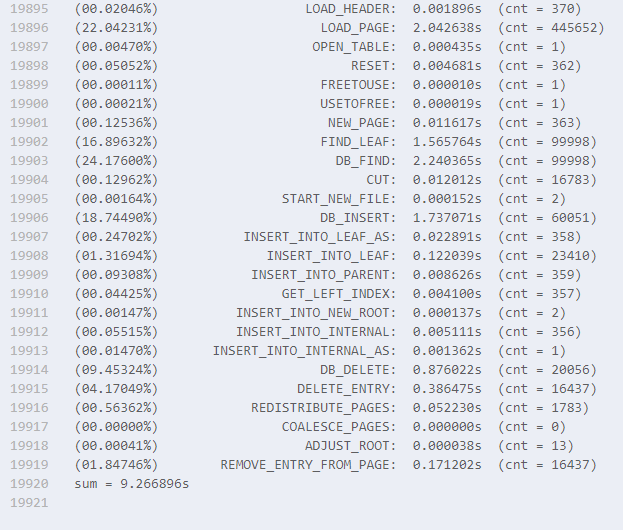 19895 (00.02046%) LOAD_HEADER: 0.001896s (cnt = 370)
19896 (22.04231%) LOAD_PAGE: 2.042638s (cnt = 445652)
19897 (00.00470%) OPEN_TABLE: 0.000435s (cnt = 1)
19898 (00.05052%) RESET: 0.004681s (cnt = 362)
19899 (00.00011%) FREETOUSE: 0.000010s (cnt = 1)
19900 (00.00021%) USETOFREE: 0.000019s (cnt = 1)
19901 (00.12536%) NEW_PAGE: 0.011617s (cnt = 363)
19902 (16.89632%) FIND_LEAF: 1.565764s (cnt = 99998)
19903 (24.17600%) DB_FIND: 2.240365s (cnt = 99998)
19904 (00.12962%) CUT: 0.012012s (cnt = 16783)
19905 (00.00164%) START_NEW_FILE: 0.000152s (cnt = 2)
19906 (18.74490%) DB_INSERT: 1.737071s (cnt = 60051)
19907 (00.24702%) INSERT_INTO_LEAF_AS: 0.022891s (cnt = 358)
19908 (01.31694%) INSERT_INTO_LEAF: 0.122039s (cnt = 23410)
19909 (00.09308%) INSERT_INTO_PARENT: 0.008626s (cnt = 359)
19910 (00.04425%) GET_LEFT_INDEX: 0.004100s (cnt = 357)
19911 (00.00147%) INSERT_INTO_NEW_ROOT: 0.000137s (cnt = 2)
19912 (00.05515%) INSERT_INTO_INTERNAL: 0.005111s (cnt = 356)
19913 (00.01470%) INSERT_INTO_INTERNAL_AS: 0.001362s (cnt = 1)
19914 (09.45324%) DB_DELETE: 0.876022s (cnt = 20056)
19915 (04.17049%) DELETE_ENTRY: 0.386475s (cnt = 16437)
19916 (00.56362%) REDISTRIBUTE_PAGES: 0.052230s (cnt = 1783)
19917 (00.00000%) COALESCE_PAGES: 0.000000s (cnt = 0)
19918 (00.00041%) ADJUST_ROOT: 0.000038s (cnt = 13)
19919 (01.84746%) REMOVE_ENTRY_FROM_PAGE: 0.171202s (cnt = 16437)
19920 sum = 9.266896s
19921